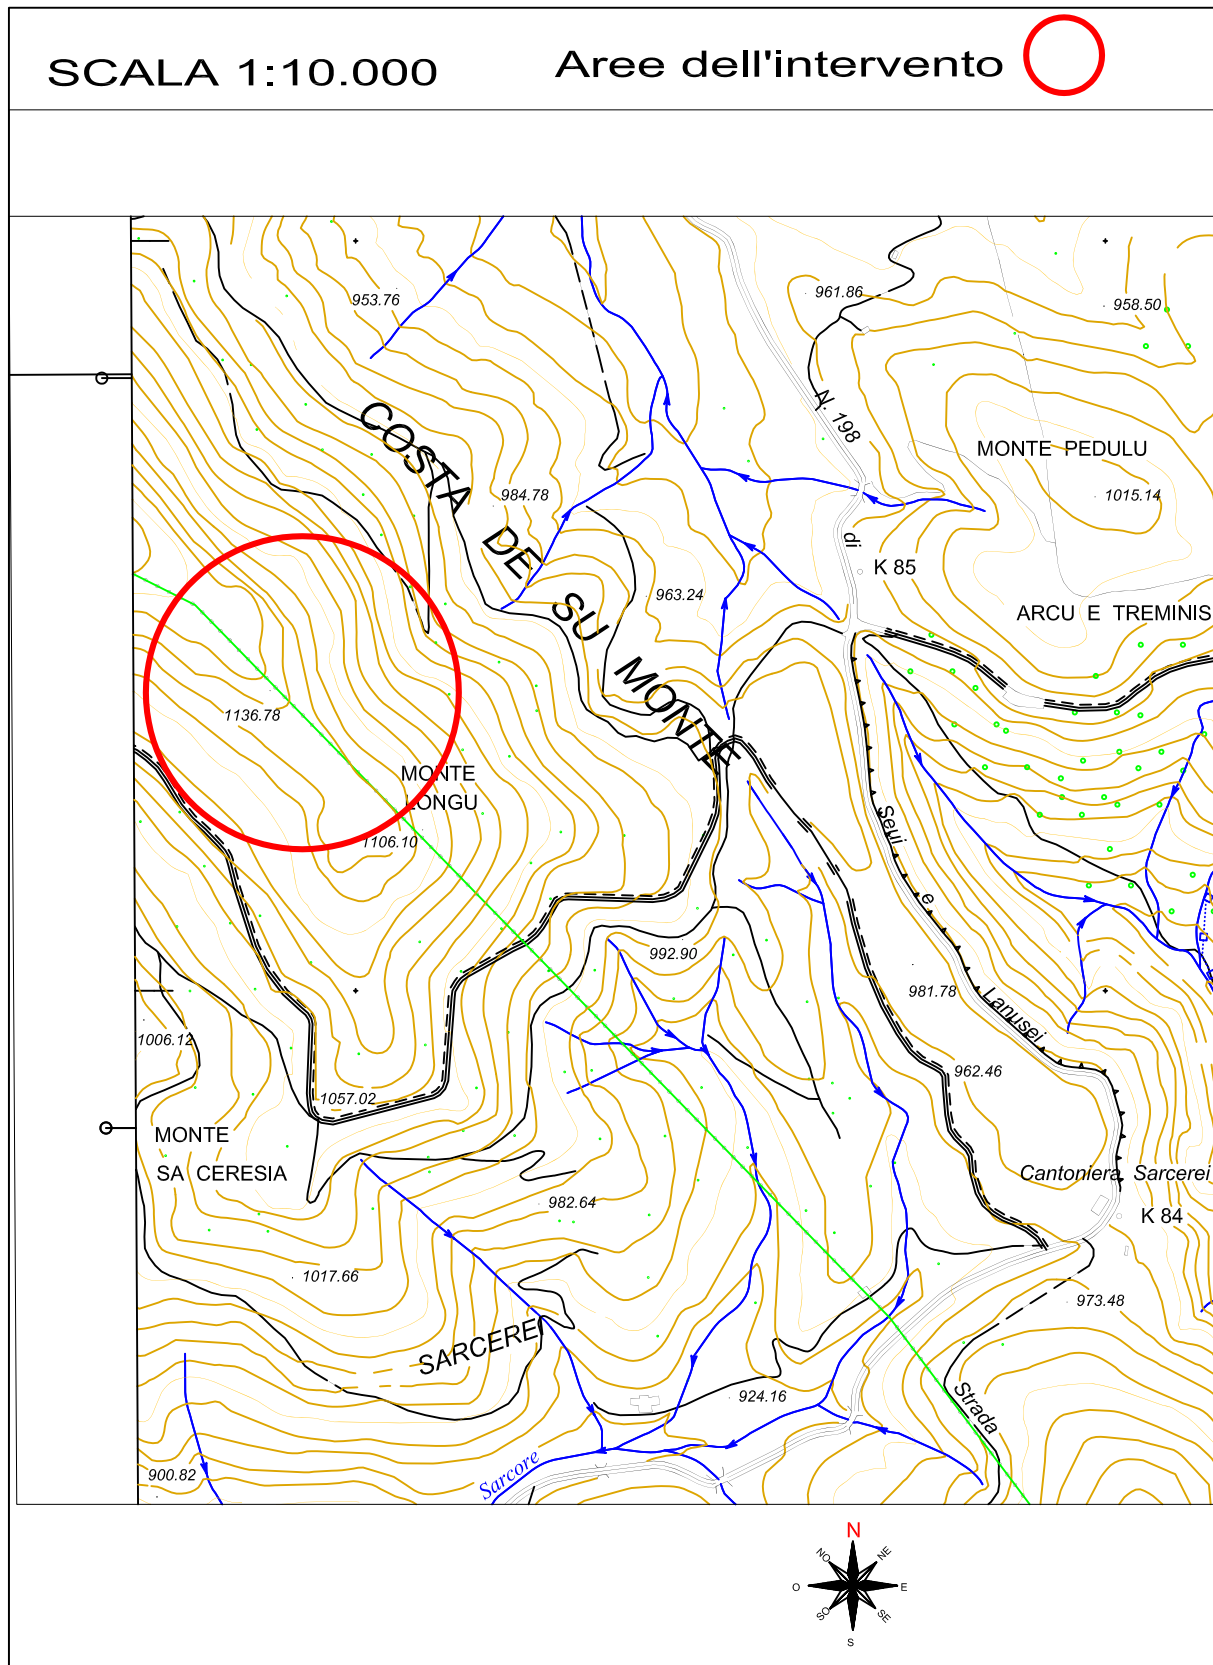 SCALA 1:10.000
Aree dell'intervento
953.76
961.86
958.50
N. 198
COSTA DE SU MONTE
MONTE PEDULU
984.78
1015.14
di
K 85
963.24
ARCU E TREMINIS
1136.78
MONTE
LONGU
1106.10
Seui
e
992.90
981.78
Lanusei
1006.12
962.46
1057.02
MONTE
SA CERESIA
Cantoniera Sarcerei
982.64
K 84
1017.66
973.48
SARCEREI
924.16
Strada
900.82
Sarcore
N
NO
NE
O
E
SO
SE
S